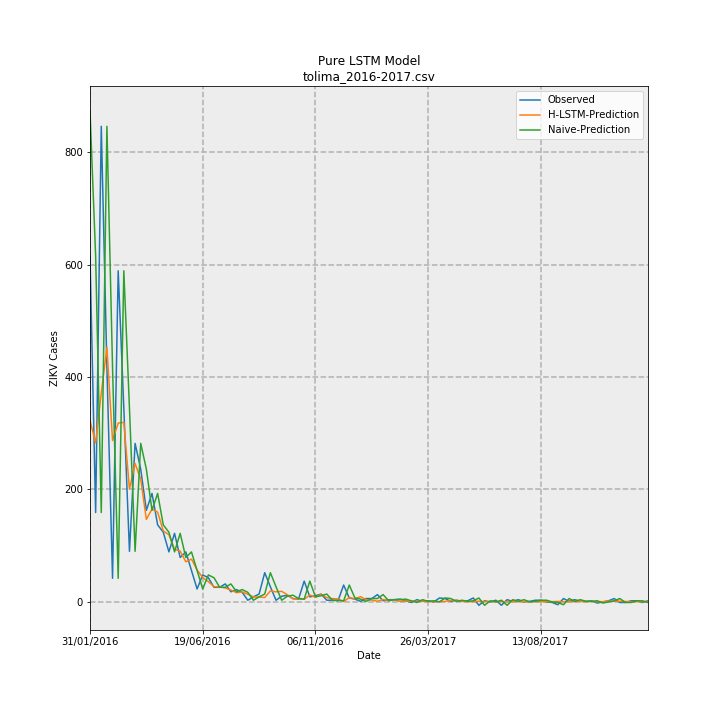 Pure LSTM Model
tolima_2016-2017.csv
Observed
H-LSTM-Prediction
Naive-Prediction
800
600
400
200
0
ZIKV Cases
31/01/2016 19/06/2016 06/11/2016 26/03/2017 13/08/2017
Date